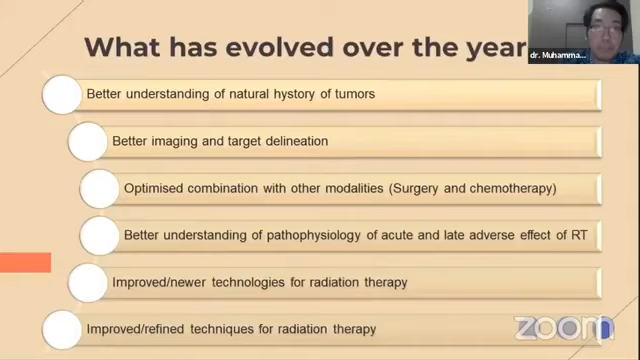 What has evolved over the year
dr. Muhamma...
Better understanding of natural hystory of tumors
Better imaging and target delineation
Optimised combination with other modalities (Surgery and chemotherapy)
Better understanding of pathophysiology of acute and late adverse effect of RT
Improved/newer technologies for radiation therapy
Improved/refined techniques for radiation therapy
zoom